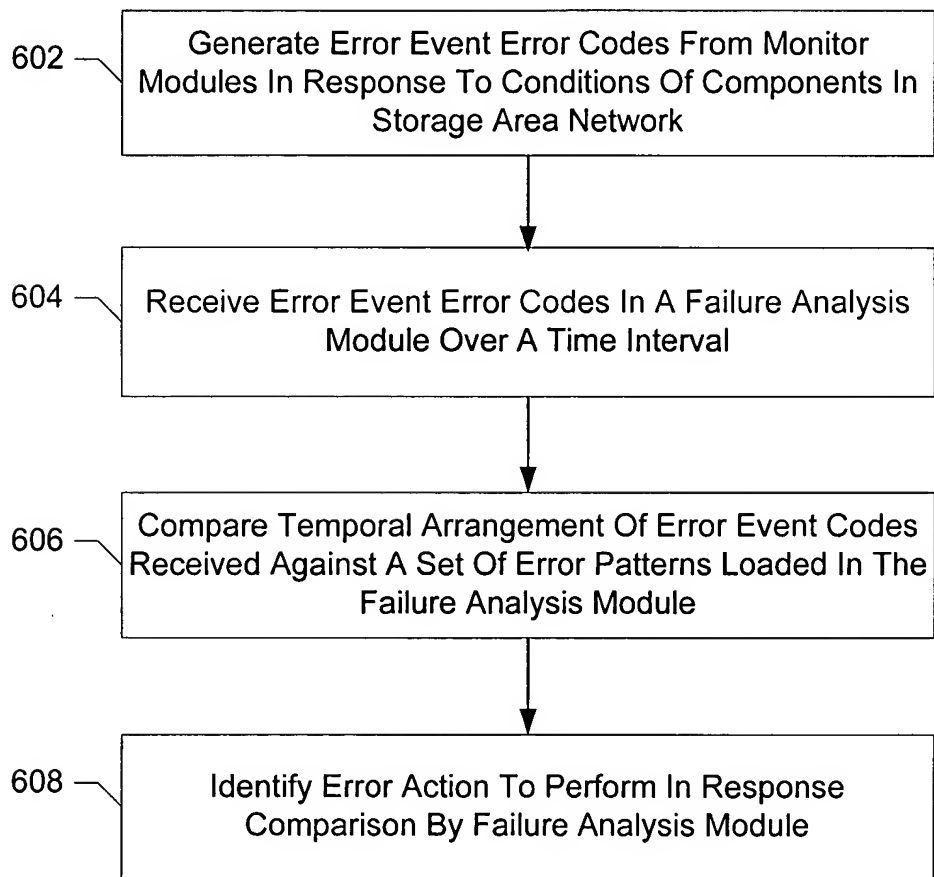 602
Generate Error Event Error Codes From Monitor
Modules In Response To Conditions Of Components In
Storage Area Network
604
Receive Error Event Error Codes In A Failure Analysis
Module Over A Time Interval
606
Compare Temporal Arrangement Of Error Event Codes
Received Against A Set Of Error Patterns Loaded In The
Failure Analysis Module
608
Identify Error Action To Perform In Response
Comparison By Failure Analysis Module